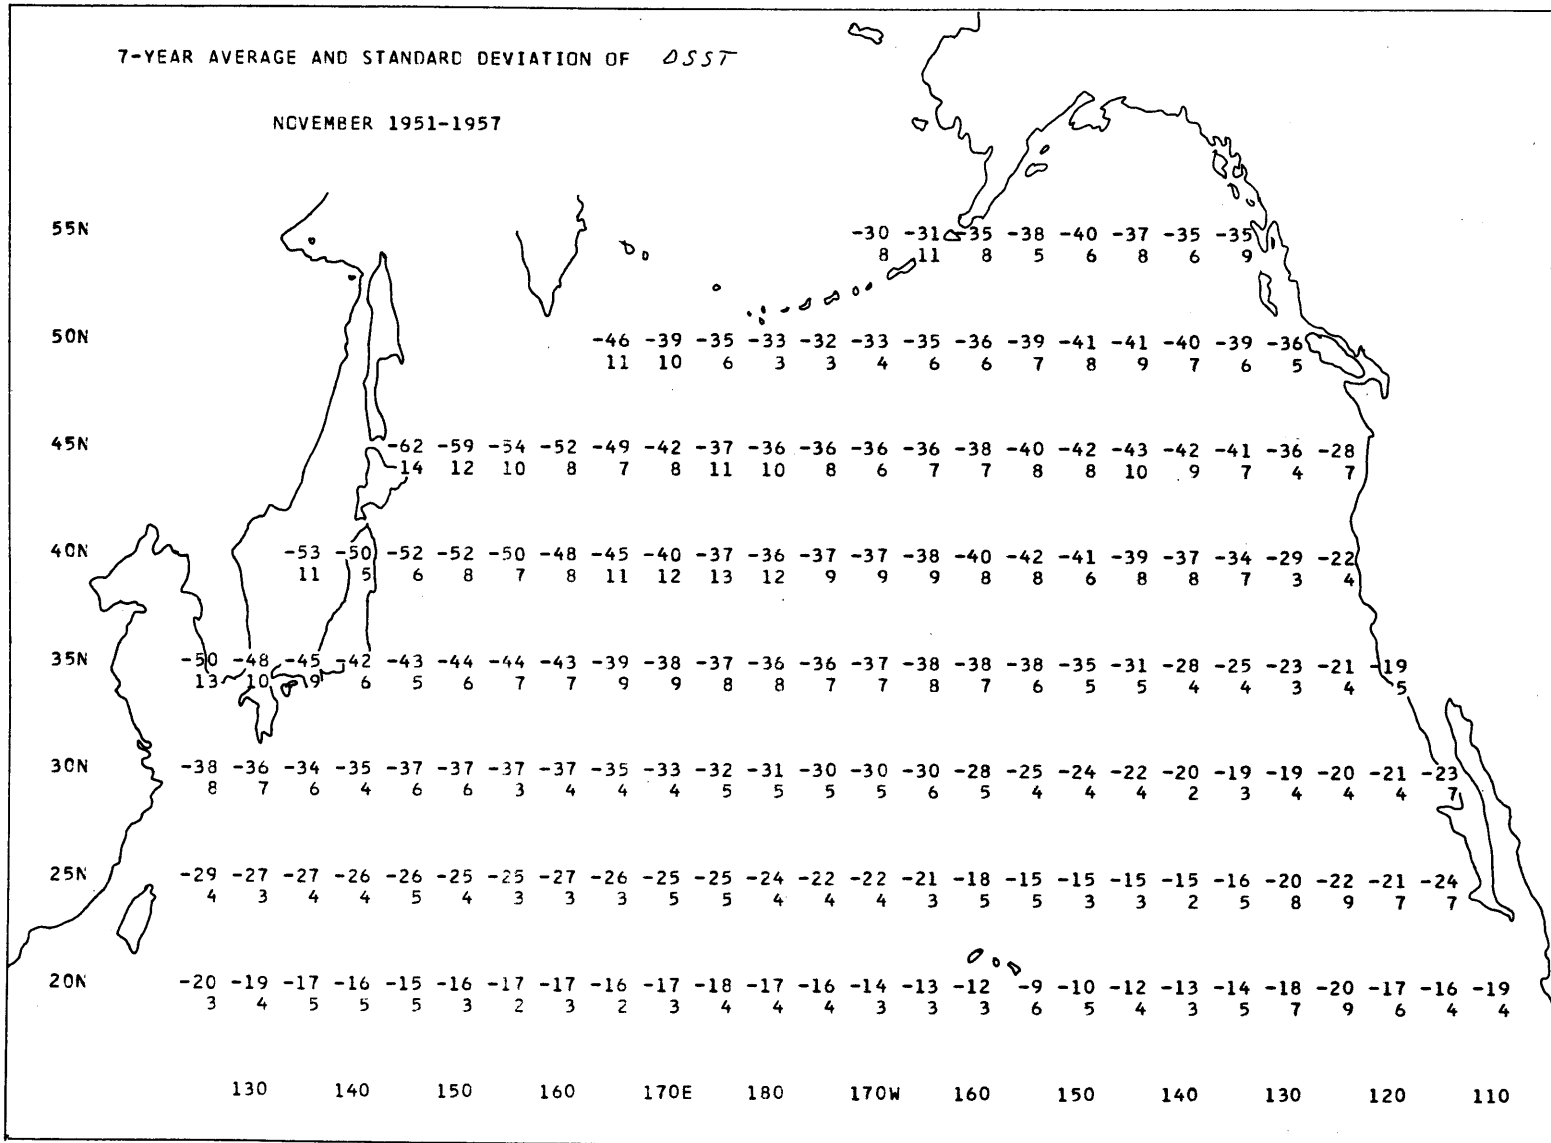 7-YEAR AVERAGE AND STANDARD DEVIATION OF ΔSST
NOVEMBER 1951-1957
55N -30 -31 -35 -38 -40 -37 -35 -35
8 11 8 5 6 8 6 9
50N -46 -39 -35 -33 -32 -33 -35 -36 -39 -41 -41 -40 -39 -36
11 10 6 3 3 4 6 6 7 8 9 7 6 5
45N -62 -59 -54 -52 -49 -42 -37 -36 -36 -36 -36 -38 -40 -42 -43 -42 -41 -36 -28
14 12 10 8 7 8 11 10 8 6 7 7 8 8 10 9 7 4 7
40N -53 -50 -52 -52 -50 -48 -45 -40 -37 -36 -37 -37 -38 -40 -42 -41 -39 -37 -34 -29 -22
11 5 6 8 7 8 11 12 13 12 9 9 9 8 8 6 8 8 7 3 4
35N -50 -48 -45 -42 -43 -44 -44 -43 -39 -38 -37 -36 -36 -37 -38 -38 -38 -35 -31 -28 -25 -23 -21 -19
13 10 9 6 5 6 7 7 9 9 8 8 7 7 8 7 6 5 5 4 4 3 4 5
30N -38 -36 -34 -35 -37 -37 -37 -37 -35 -33 -32 -31 -30 -30 -30 -28 -25 -24 -22 -20 -19 -19 -20 -21 -23
8 7 6 4 6 6 3 4 4 4 5 5 5 5 6 5 4 4 4 2 3 4 4 4 7
25N -29 -27 -27 -26 -26 -25 -25 -27 -26 -25 -25 -24 -22 -22 -21 -18 -15 -15 -15 -15 -16 -20 -22 -21 -24
4 3 4 4 5 4 3 3 3 5 5 4 4 4 3 5 5 3 3 2 5 8 9 7 7
20N -20 -19 -17 -16 -15 -16 -17 -17 -16 -17 -18 -17 -16 -14 -13 -12 -9 -10 -12 -13 -14 -18 -20 -17 -16 -19
3 4 5 5 5 3 2 3 2 3 4 4 4 3 3 3 6 5 4 3 5 7 9 6 4 4
130 140 150 160 170E 180 170W 160 150 140 130 120 110